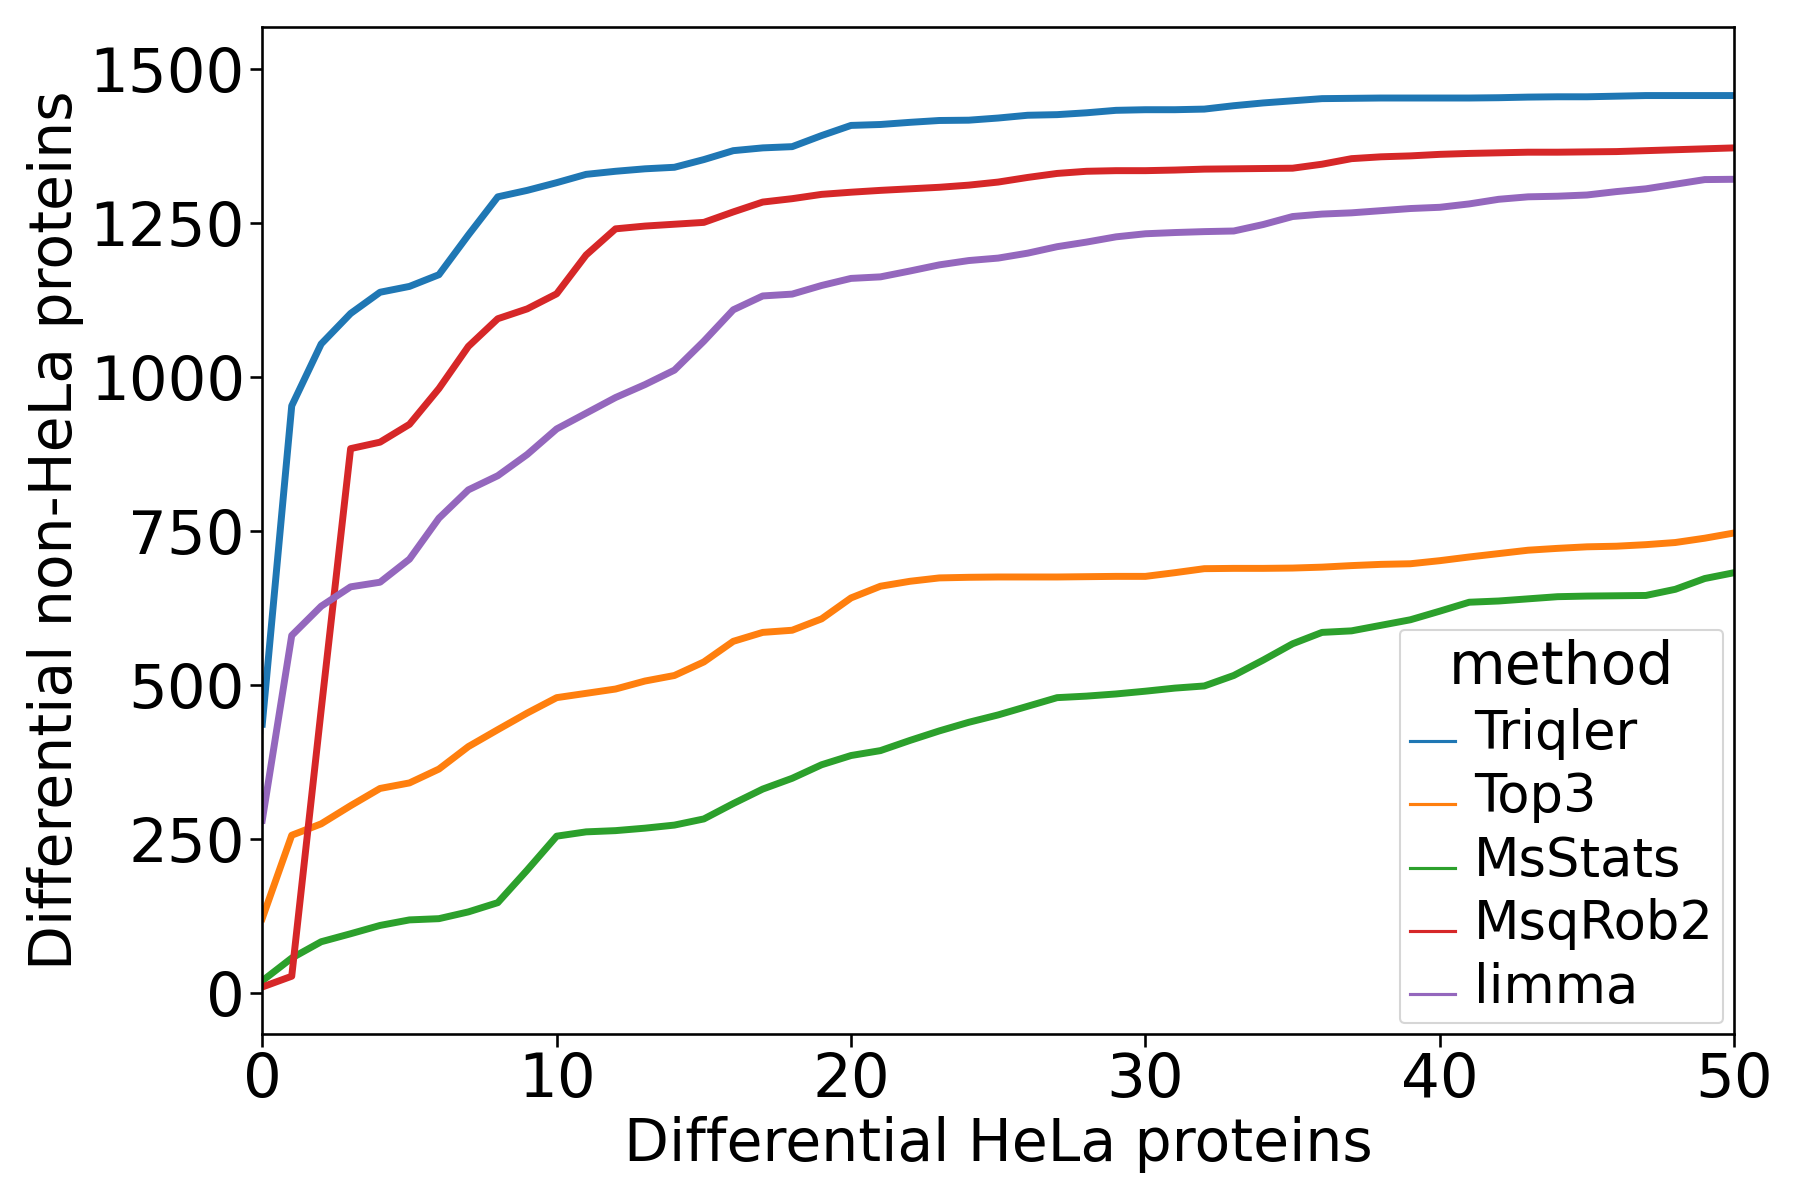 Differential non-HeLa proteins
1500
1250
1000
750
500
250
0
0 10 20 30 40 50
Differential HeLa proteins
method
Triqler
Top3
MsStats
MsqRob2
limma